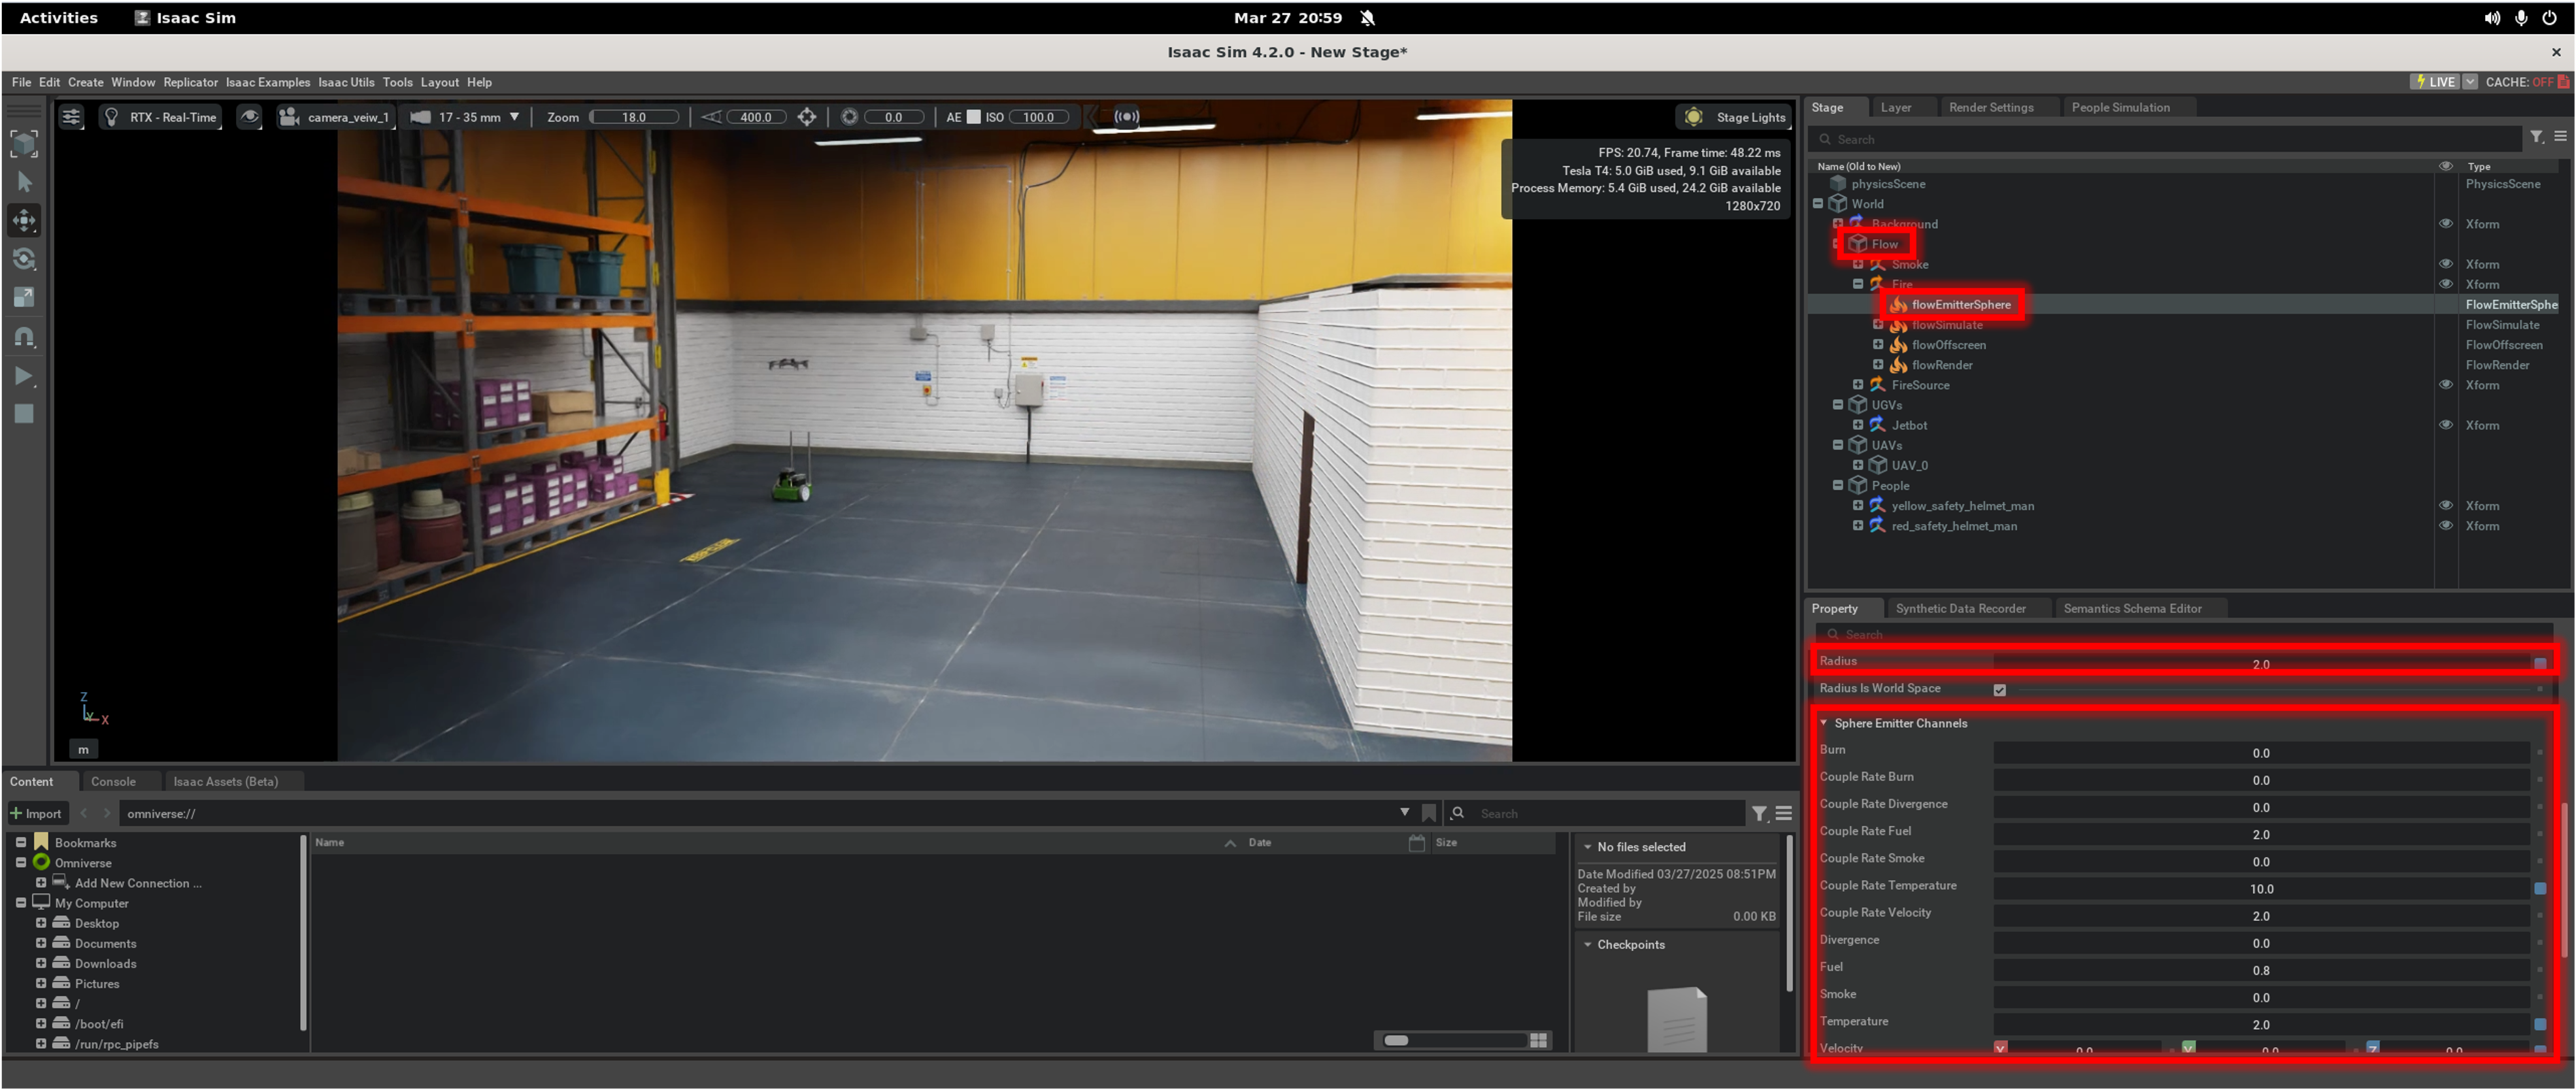 Activities Isaac Sim Mar 27 20:59
Isaac Sim 4.2.0 - New Stage*
File Edit Create Window Replicator Isaac Examples Isaac Utils Tools Layout Help LIVE CACHE: OFF
RTX - Real-Time camera_veiw_1 17 - 35 mm Zoom 18.0 400.0 0.0 AE ISO 100.0 Stage Lights
FPS: 20.74, Frame time: 48.22 ms
Tesla T4: 5.0 GiB used, 9.1 GiB available
Process Memory: 5.4 GiB used, 24.2 GiB available
1280x720
Z
Y
X
m
Stage Layer Render Settings People Simulation
Search
Name (Old to New) Type
physicsScene PhysicsScene
World
Background Xform
Flow
Smoke Xform
Fire Xform
flowEmitterSphere FlowEmitterSphe
flowSimulate FlowSimulate
flowOffscreen FlowOffscreen
flowRender FlowRender
FireSource Xform
UGVs
Jetbot Xform
UAVs
UAV_0
People
yellow_safety_helmet_man Xform
red_safety_helmet_man Xform
Property Synthetic Data Recorder Semantics Schema Editor
Search
Radius 2.0
Radius Is World Space
Sphere Emitter Channels
Burn 0.0
Couple Rate Burn 0.0
Couple Rate Divergence 0.0
Couple Rate Fuel 2.0
Couple Rate Smoke 0.0
Couple Rate Temperature 10.0
Couple Rate Velocity 2.0
Divergence 0.0
Fuel 0.8
Smoke 0.0
Temperature 2.0
Velocity X 0.0 Y 0.0 Z 0.0
Content Console Isaac Assets (Beta)
Import omniverse:// Search
Bookmarks
Omniverse
Add New Connection ...
My Computer
Desktop
Documents
Downloads
Pictures
/
/boot/efi
/run/rpc_pipefs
Name Date Size
No files selected
Date Modified 03/27/2025 08:51PM
Created by
Modified by
File size 0.00 KB
Checkpoints